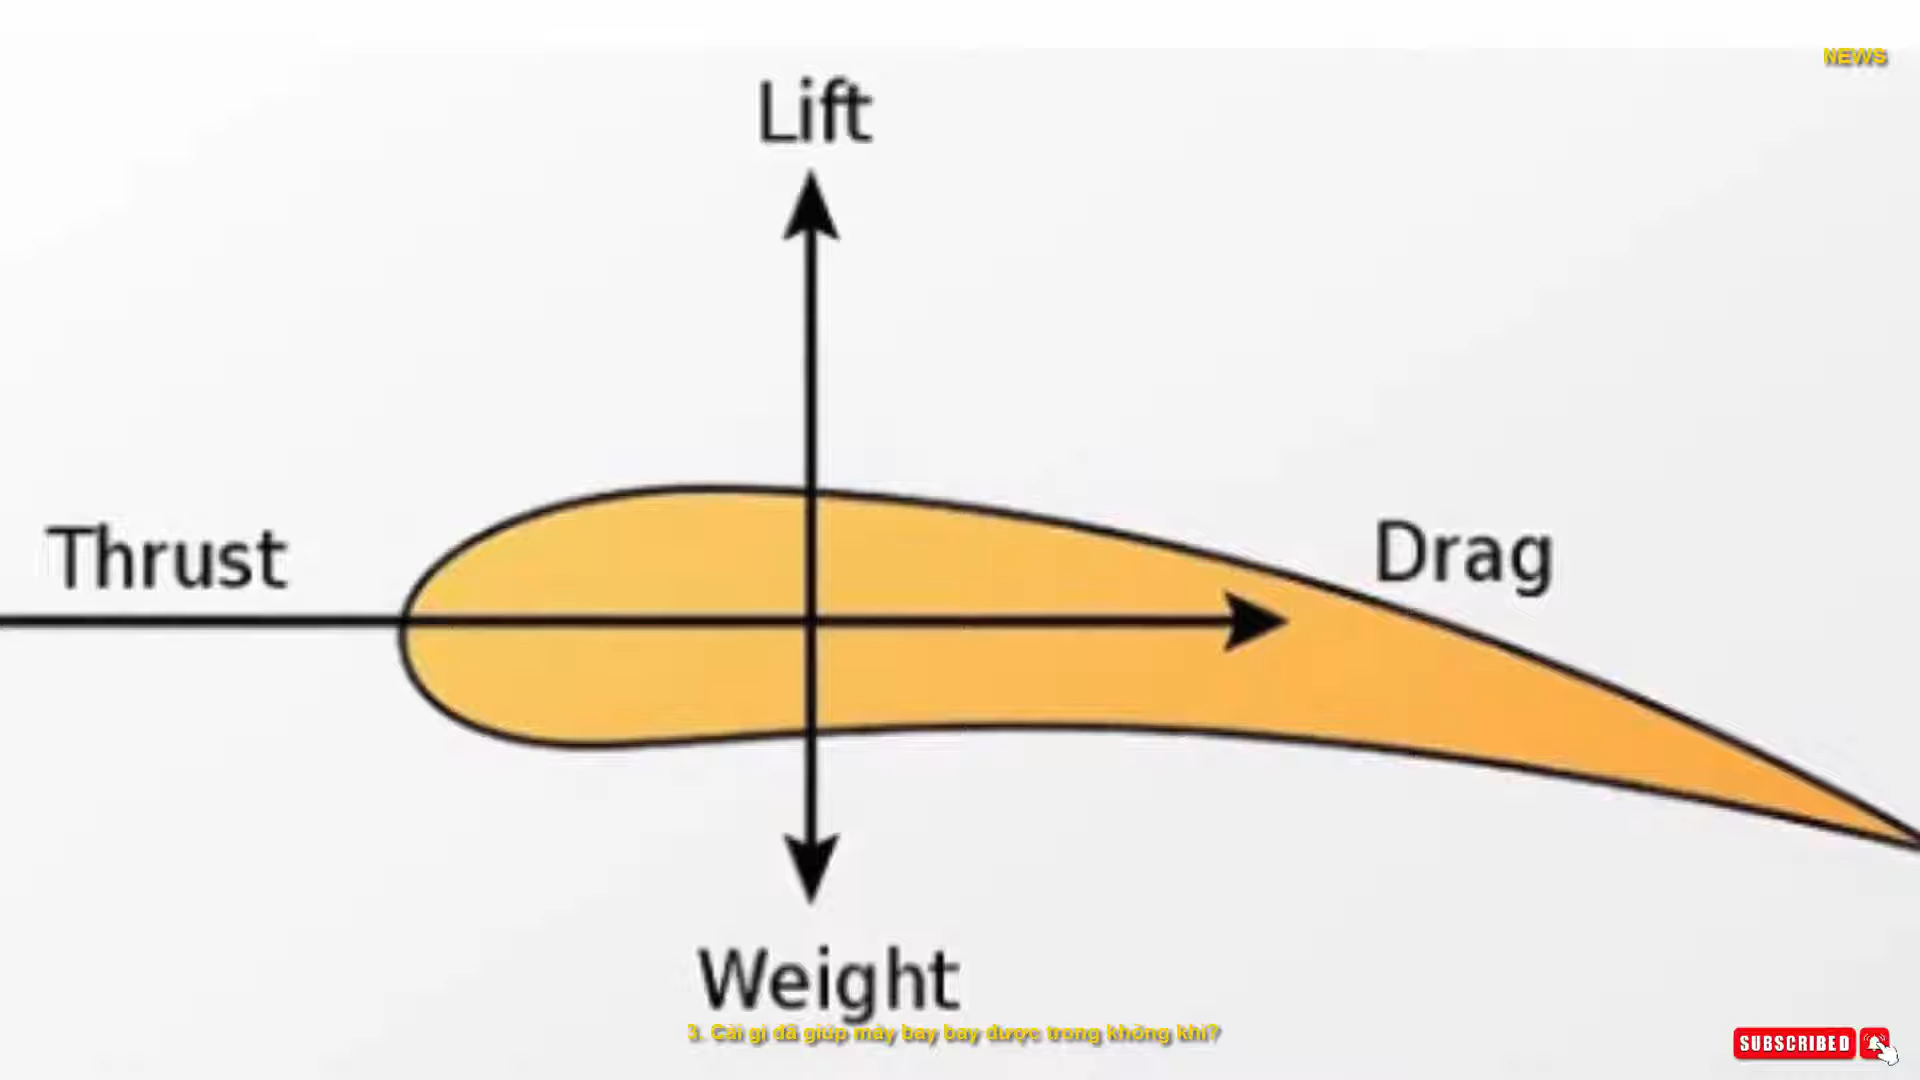 NEWS
Lift
Thrust
Drag
Weight
3. Cái gì đã giúp máy bay bay được trong không khí?
SUBSCRIBED